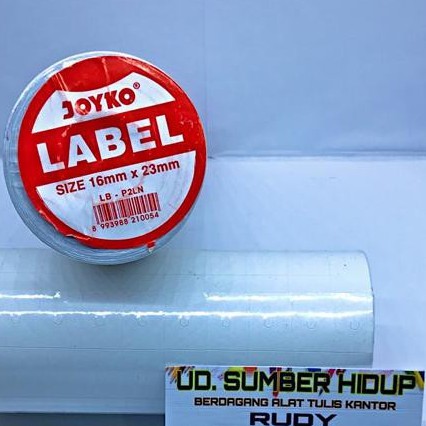 JOYKO®
LABEL
SIZE 16mm x 23mm
LB - P2LN
8 993988 210054
UD. SUMBER HIDUP
BERDAGANG ALAT TULIS KANTOR
RUDY